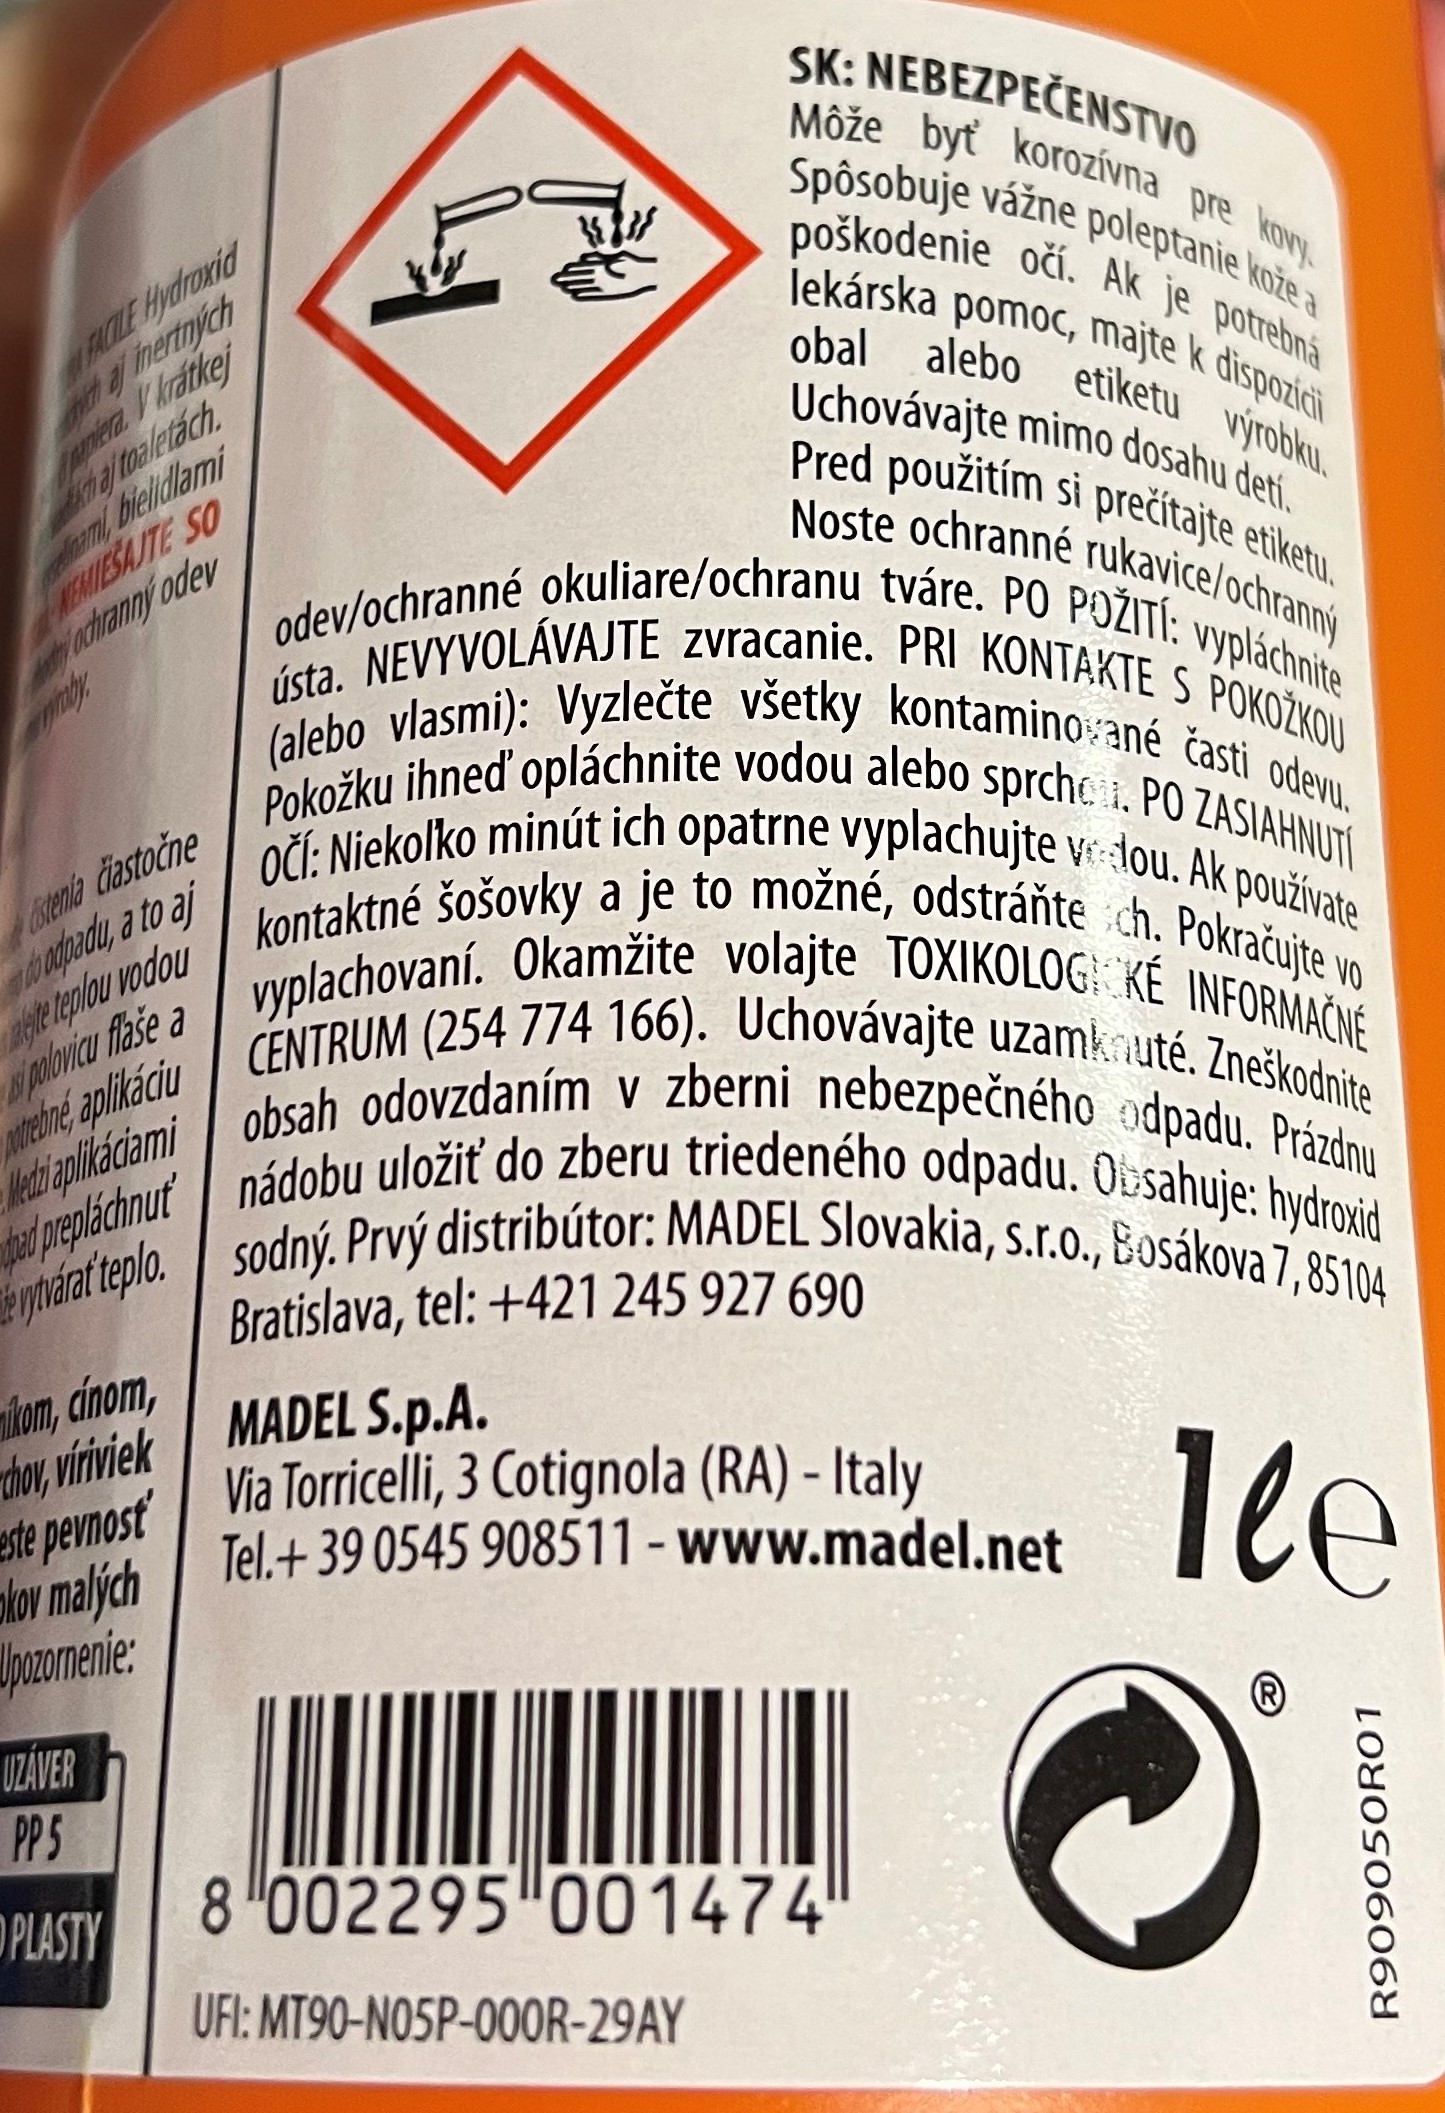 FACILE Hydroxid
aj inertných
papiera. V krátkej
aj toaletách.
bielidlami
NEMIEŠAJTE SO
ochranný odev
výroby.
čistenia čiastočne
do odpadu, a to aj
teplou vodou
polovicu fľaše a
potrebné, aplikáciu
Medzi aplikáciami
prepláchnuť
vytvárať teplo.
cínom,
víriviek
pevnosť
malých
Upozornenie:
UZÁVER
PP 5
PLASTY
SK: NEBEZPEČENSTVO
Môže byť korozívna pre kovy.
Spôsobuje vážne poleptanie kože a
poškodenie očí. Ak je potrebná
lekárska pomoc, majte k dispozícii
obal alebo etiketu výrobku.
Uchovávajte mimo dosahu detí.
Pred použitím si prečítajte etiketu.
Noste ochranné rukavice/ochranný
odev/ochranné okuliare/ochranu tváre. PO POŽITÍ: vypláchnite
ústa. NEVYVOLÁVAJTE zvracanie. PRI KONTAKTE S POKOŽKOU
(alebo vlasmi): Vyzlečte všetky kontaminované časti odevu.
Pokožku ihneď opláchnite vodou alebo sprchou. PO ZASIAHNUTÍ
OČÍ: Niekoľko minút ich opatrne vyplachujte vodou. Ak používate
kontaktné šošovky a je to možné, odstráňte ich. Pokračujte vo
vyplachovaní. Okamžite volajte TOXIKOLOGICKÉ INFORMAČNÉ
CENTRUM (254 774 166). Uchovávajte uzamknuté. Zneškodnite
obsah odovzdaním v zberni nebezpečného odpadu. Prázdnu
nádobu uložiť do zberu triedeného odpadu. Obsahuje: hydroxid
sodný. Prvý distribútor: MADEL Slovakia, s.r.o., Bosákova 7, 85104
Bratislava, tel: +421 245 927 690
MADEL S.p.A.
Via Torricelli, 3 Cotignola (RA) - Italy
Tel.+ 39 0545 908511 - www.madel.net
1 ℓ e
®
R909050R01
8 002295 001474
UFI: MT90-N05P-000R-29AY